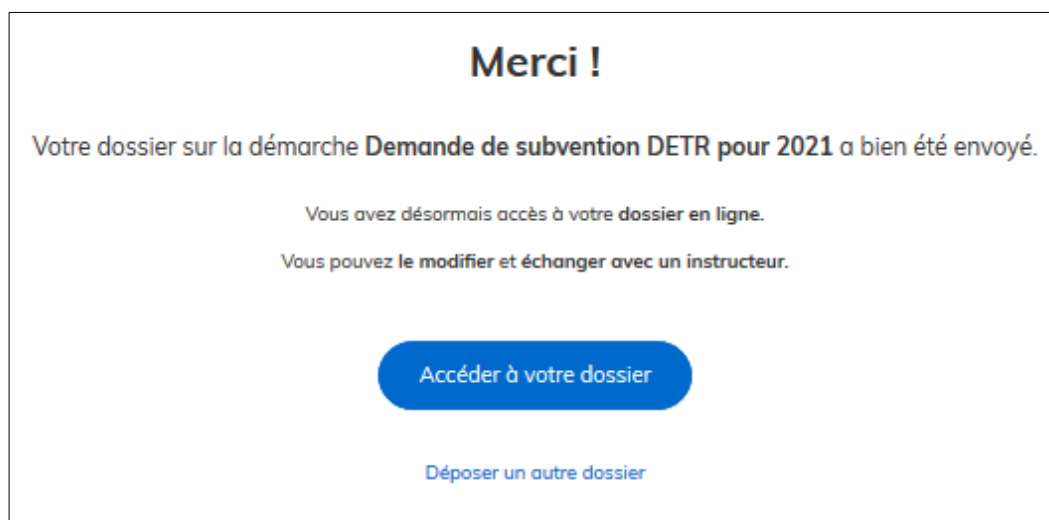 Merci !
Votre dossier sur la démarche Demande de subvention DETR pour 2021 a bien été envoyé.
Vous avez désormais accès à votre dossier en ligne.
Vous pouvez le modifier et échanger avec un instructeur.
Accéder à votre dossier
Déposer un autre dossier